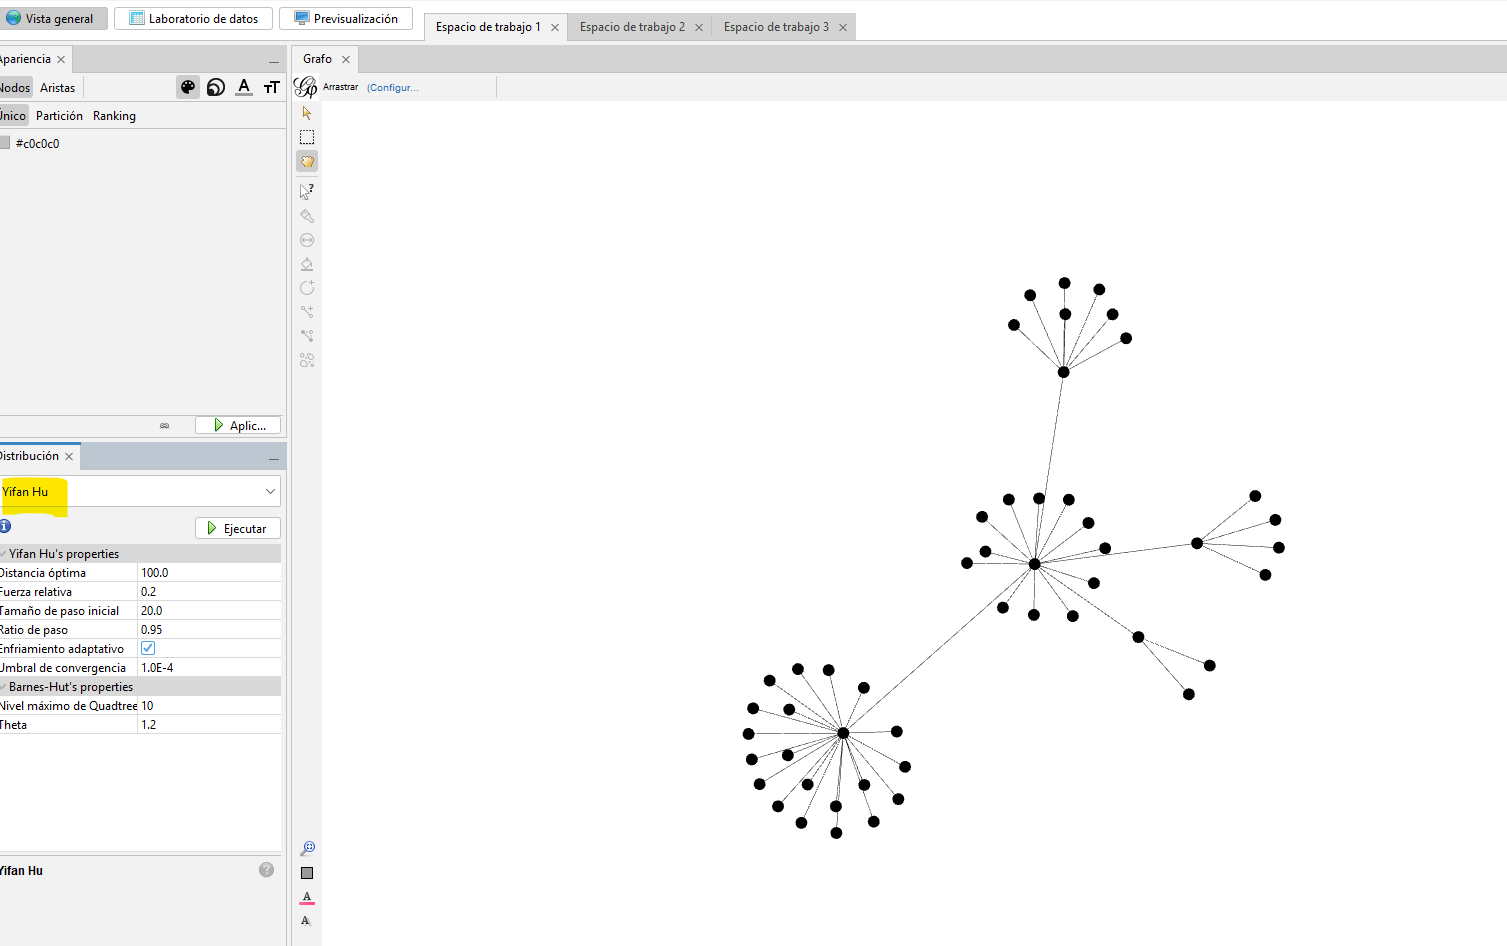 Vista general Laboratorio de datos Previsualización Espacio de trabajo 1 Espacio de trabajo 2 Espacio de trabajo 3
Apariencia Grafo
Nodos Aristas A TT Arrastrar (Configur...
Único Partición Ranking
#c0c0c0
Aplic...
Distribución
Yifan Hu
Ejecutar
Yifan Hu's properties
Distancia óptima 100.0
Fuerza relativa 0.2
Tamaño de paso inicial 20.0
Ratio de paso 0.95
Enfriamiento adaptativo
Umbral de convergencia 1.0E-4
Barnes-Hut's properties
Nivel máximo de Quadtree 10
Theta 1.2
Yifan Hu
A
A